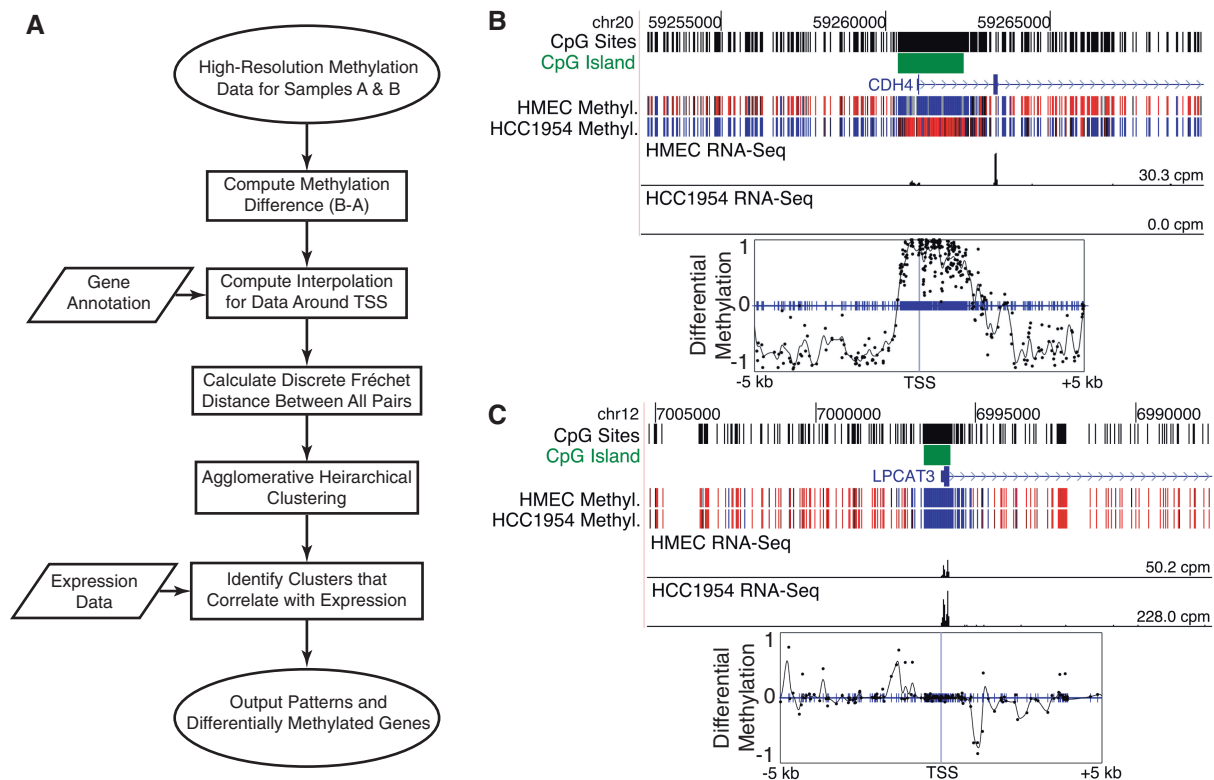 A
High-Resolution Methylation
Data for Samples A & B
Compute Methylation
Difference (B-A)
Gene
Annotation
Compute Interpolation
for Data Around TSS
Calculate Discrete Fréchet
Distance Between All Pairs
Agglomerative Heirarchical
Clustering
Expression
Data
Identify Clusters that
Correlate with Expression
Output Patterns and
Differentially Methylated Genes
B
chr20 59255000 59260000 59265000
CpG Sites
CpG Island
CDH4
HMEC Methyl.
HCC1954 Methyl.
HMEC RNA-Seq
30.3 cpm
HCC1954 RNA-Seq
0.0 cpm
Differential
Methylation
1
0
-1
-5 kb TSS +5 kb
C
chr12 7005000 7000000 6995000 6990000
CpG Sites
CpG Island
LPCAT3
HMEC Methyl.
HCC1954 Methyl.
HMEC RNA-Seq
50.2 cpm
HCC1954 RNA-Seq
228.0 cpm
Differential
Methylation
1
0
-1
-5 kb TSS +5 kb